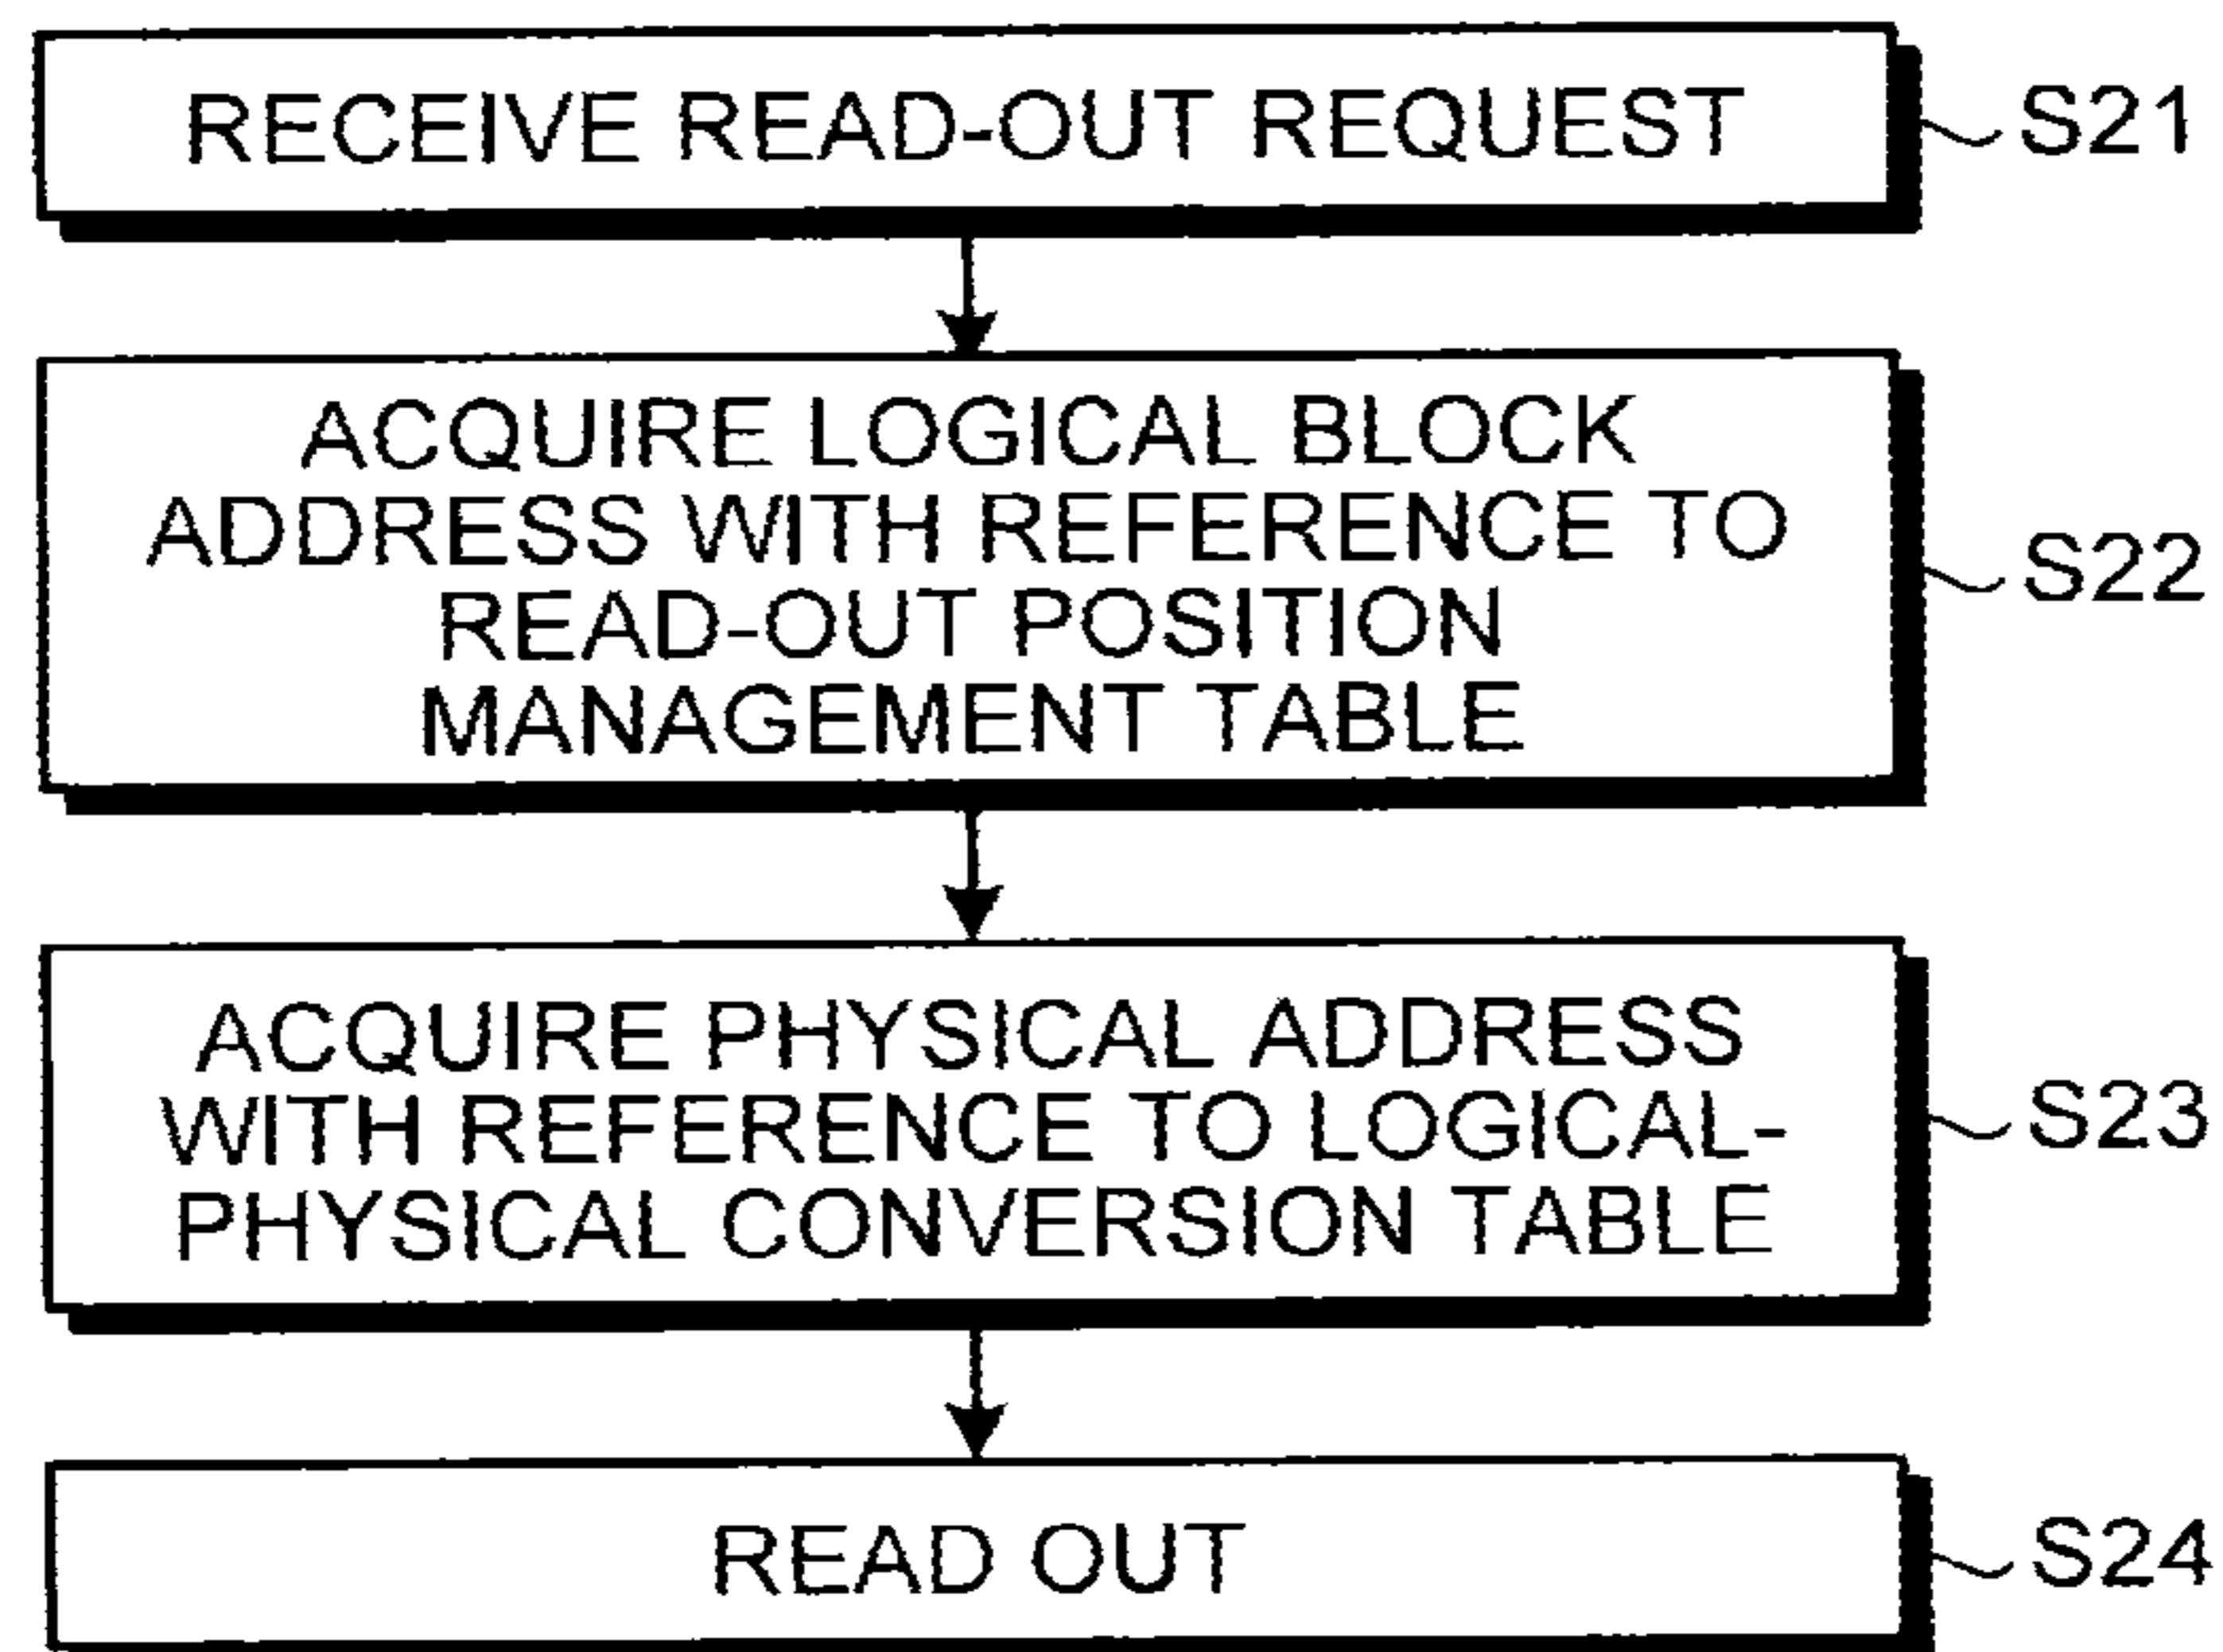 RECEIVE READ-OUT REQUEST
S21
ACQUIRE LOGICAL BLOCK
ADDRESS WITH REFERENCE TO
READ-OUT POSITION
MANAGEMENT TABLE
S22
ACQUIRE PHYSICAL ADDRESS
WITH REFERENCE TO LOGICAL-
PHYSICAL CONVERSION TABLE
S23
READ OUT
S24